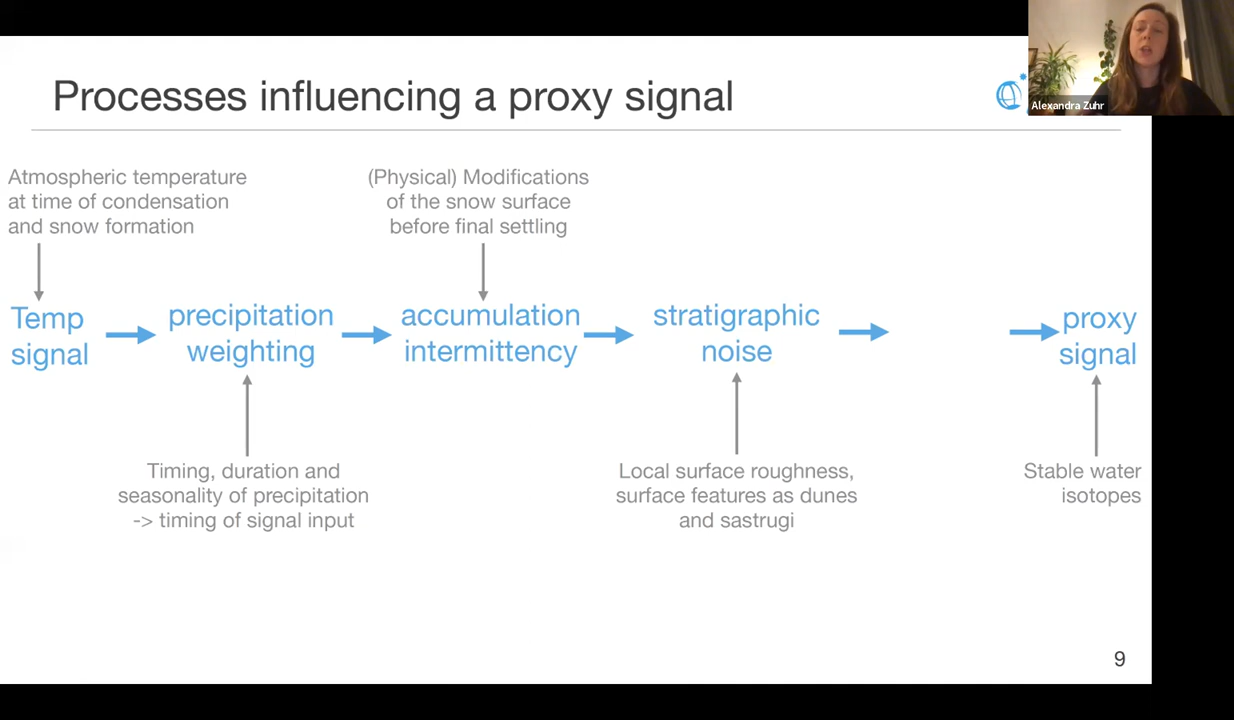 Processes influencing a proxy signal
Alexandra Zuhr
Atmospheric temperature
at time of condensation
and snow formation
(Physical) Modifications
of the snow surface
before final settling
Temp
signal
precipitation
weighting
accumulation
intermittency
stratigraphic
noise
proxy
signal
Timing, duration and
seasonality of precipitation
-> timing of signal input
Local surface roughness,
surface features as dunes
and sastrugi
Stable water
isotopes
9